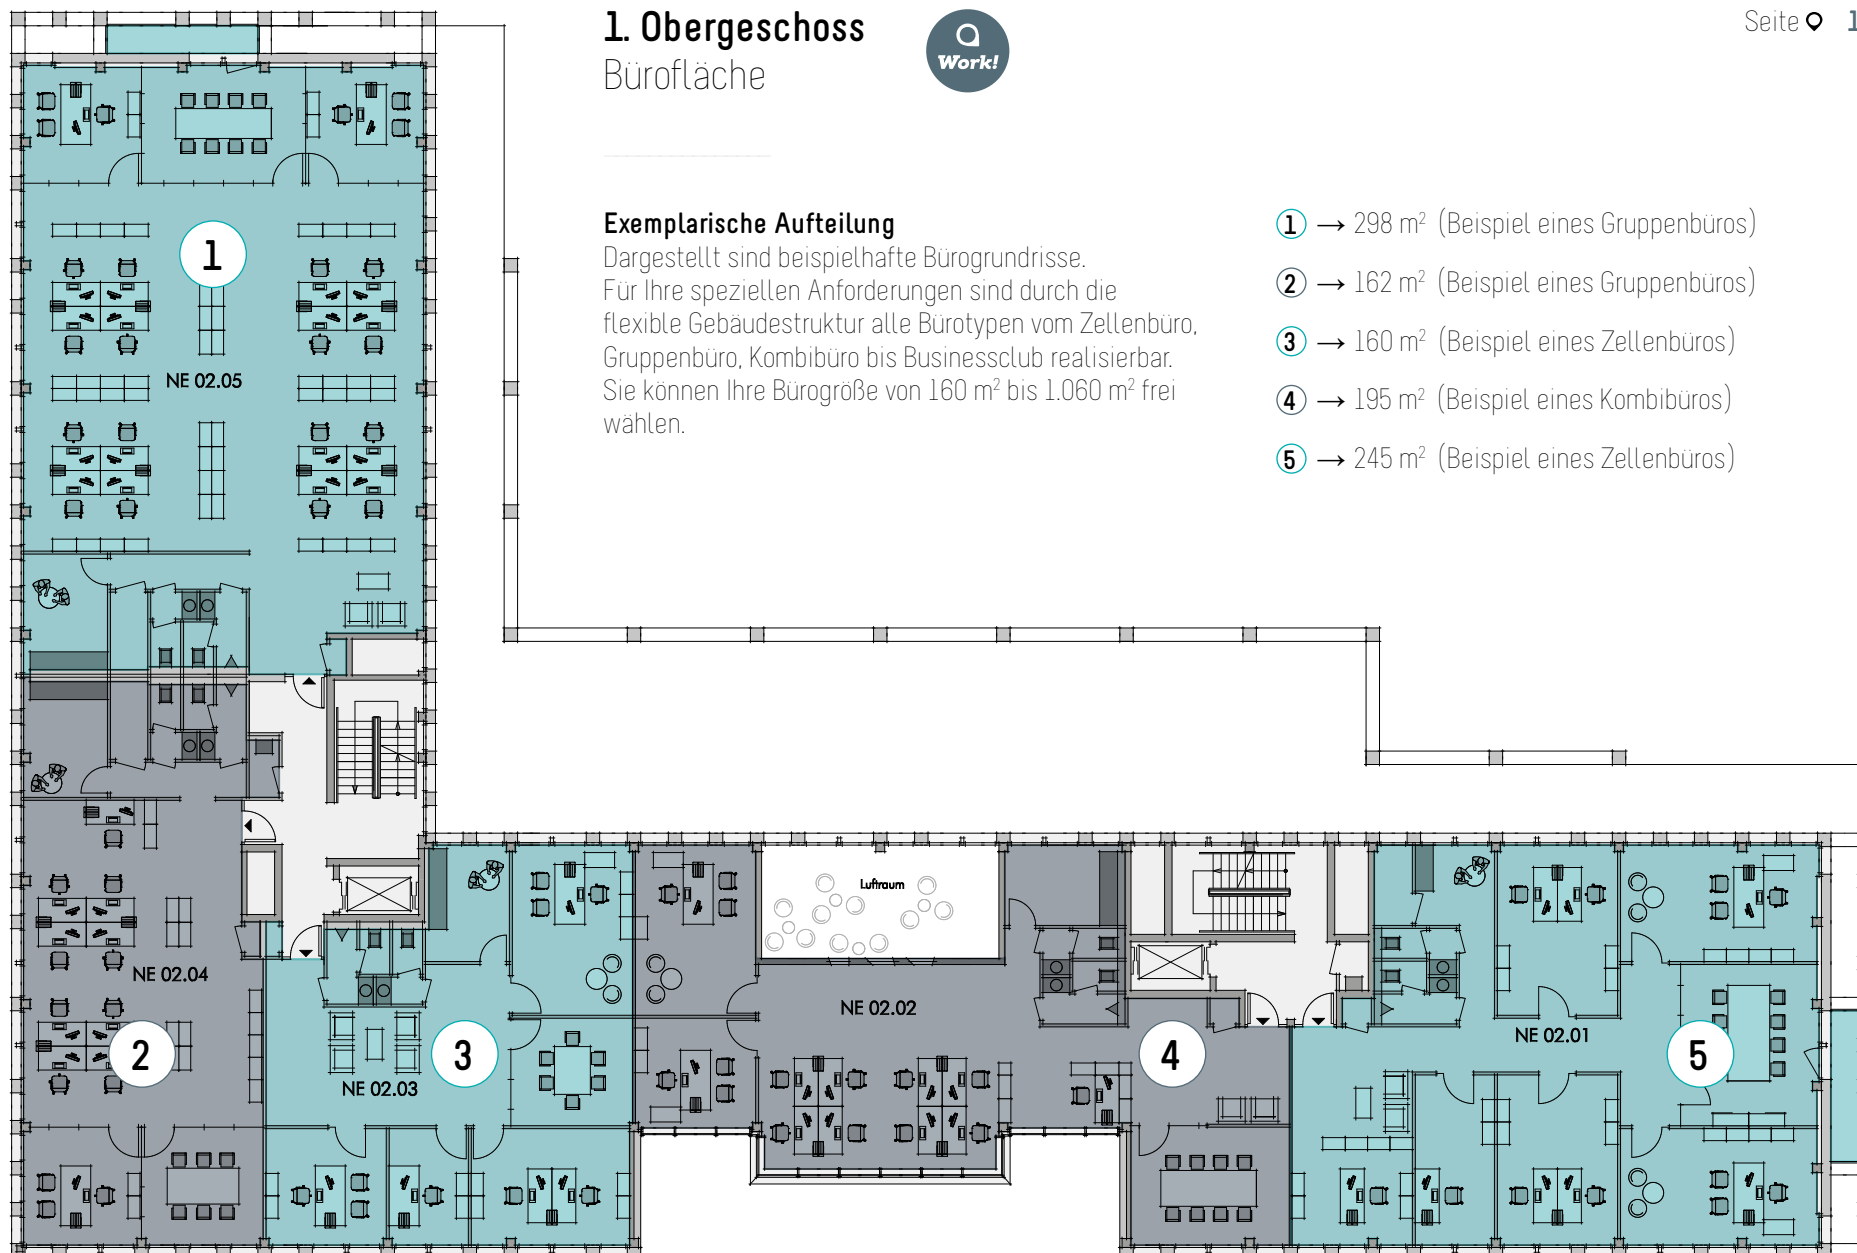 1. Obergeschoss
Bürofläche
Work!
Seite 1
Exemplarische Aufteilung
Dargestellt sind beispielhafte Bürogrundrisse.
Für Ihre speziellen Anforderungen sind durch die
flexible Gebäudestruktur alle Bürotypen vom Zellenbüro,
Gruppenbüro, Kombibüro bis Businessclub realisierbar.
Sie können Ihre Bürogröße von 160 m² bis 1.060 m² frei
wählen.
1 → 298 m² (Beispiel eines Gruppenbüros)
2 → 162 m² (Beispiel eines Gruppenbüros)
3 → 160 m² (Beispiel eines Zellenbüros)
4 → 195 m² (Beispiel eines Kombibüros)
5 → 245 m² (Beispiel eines Zellenbüros)
1
NE 02.05
Luftraum
NE 02.04
NE 02.02
NE 02.01
2
3
4
5
NE 02.03